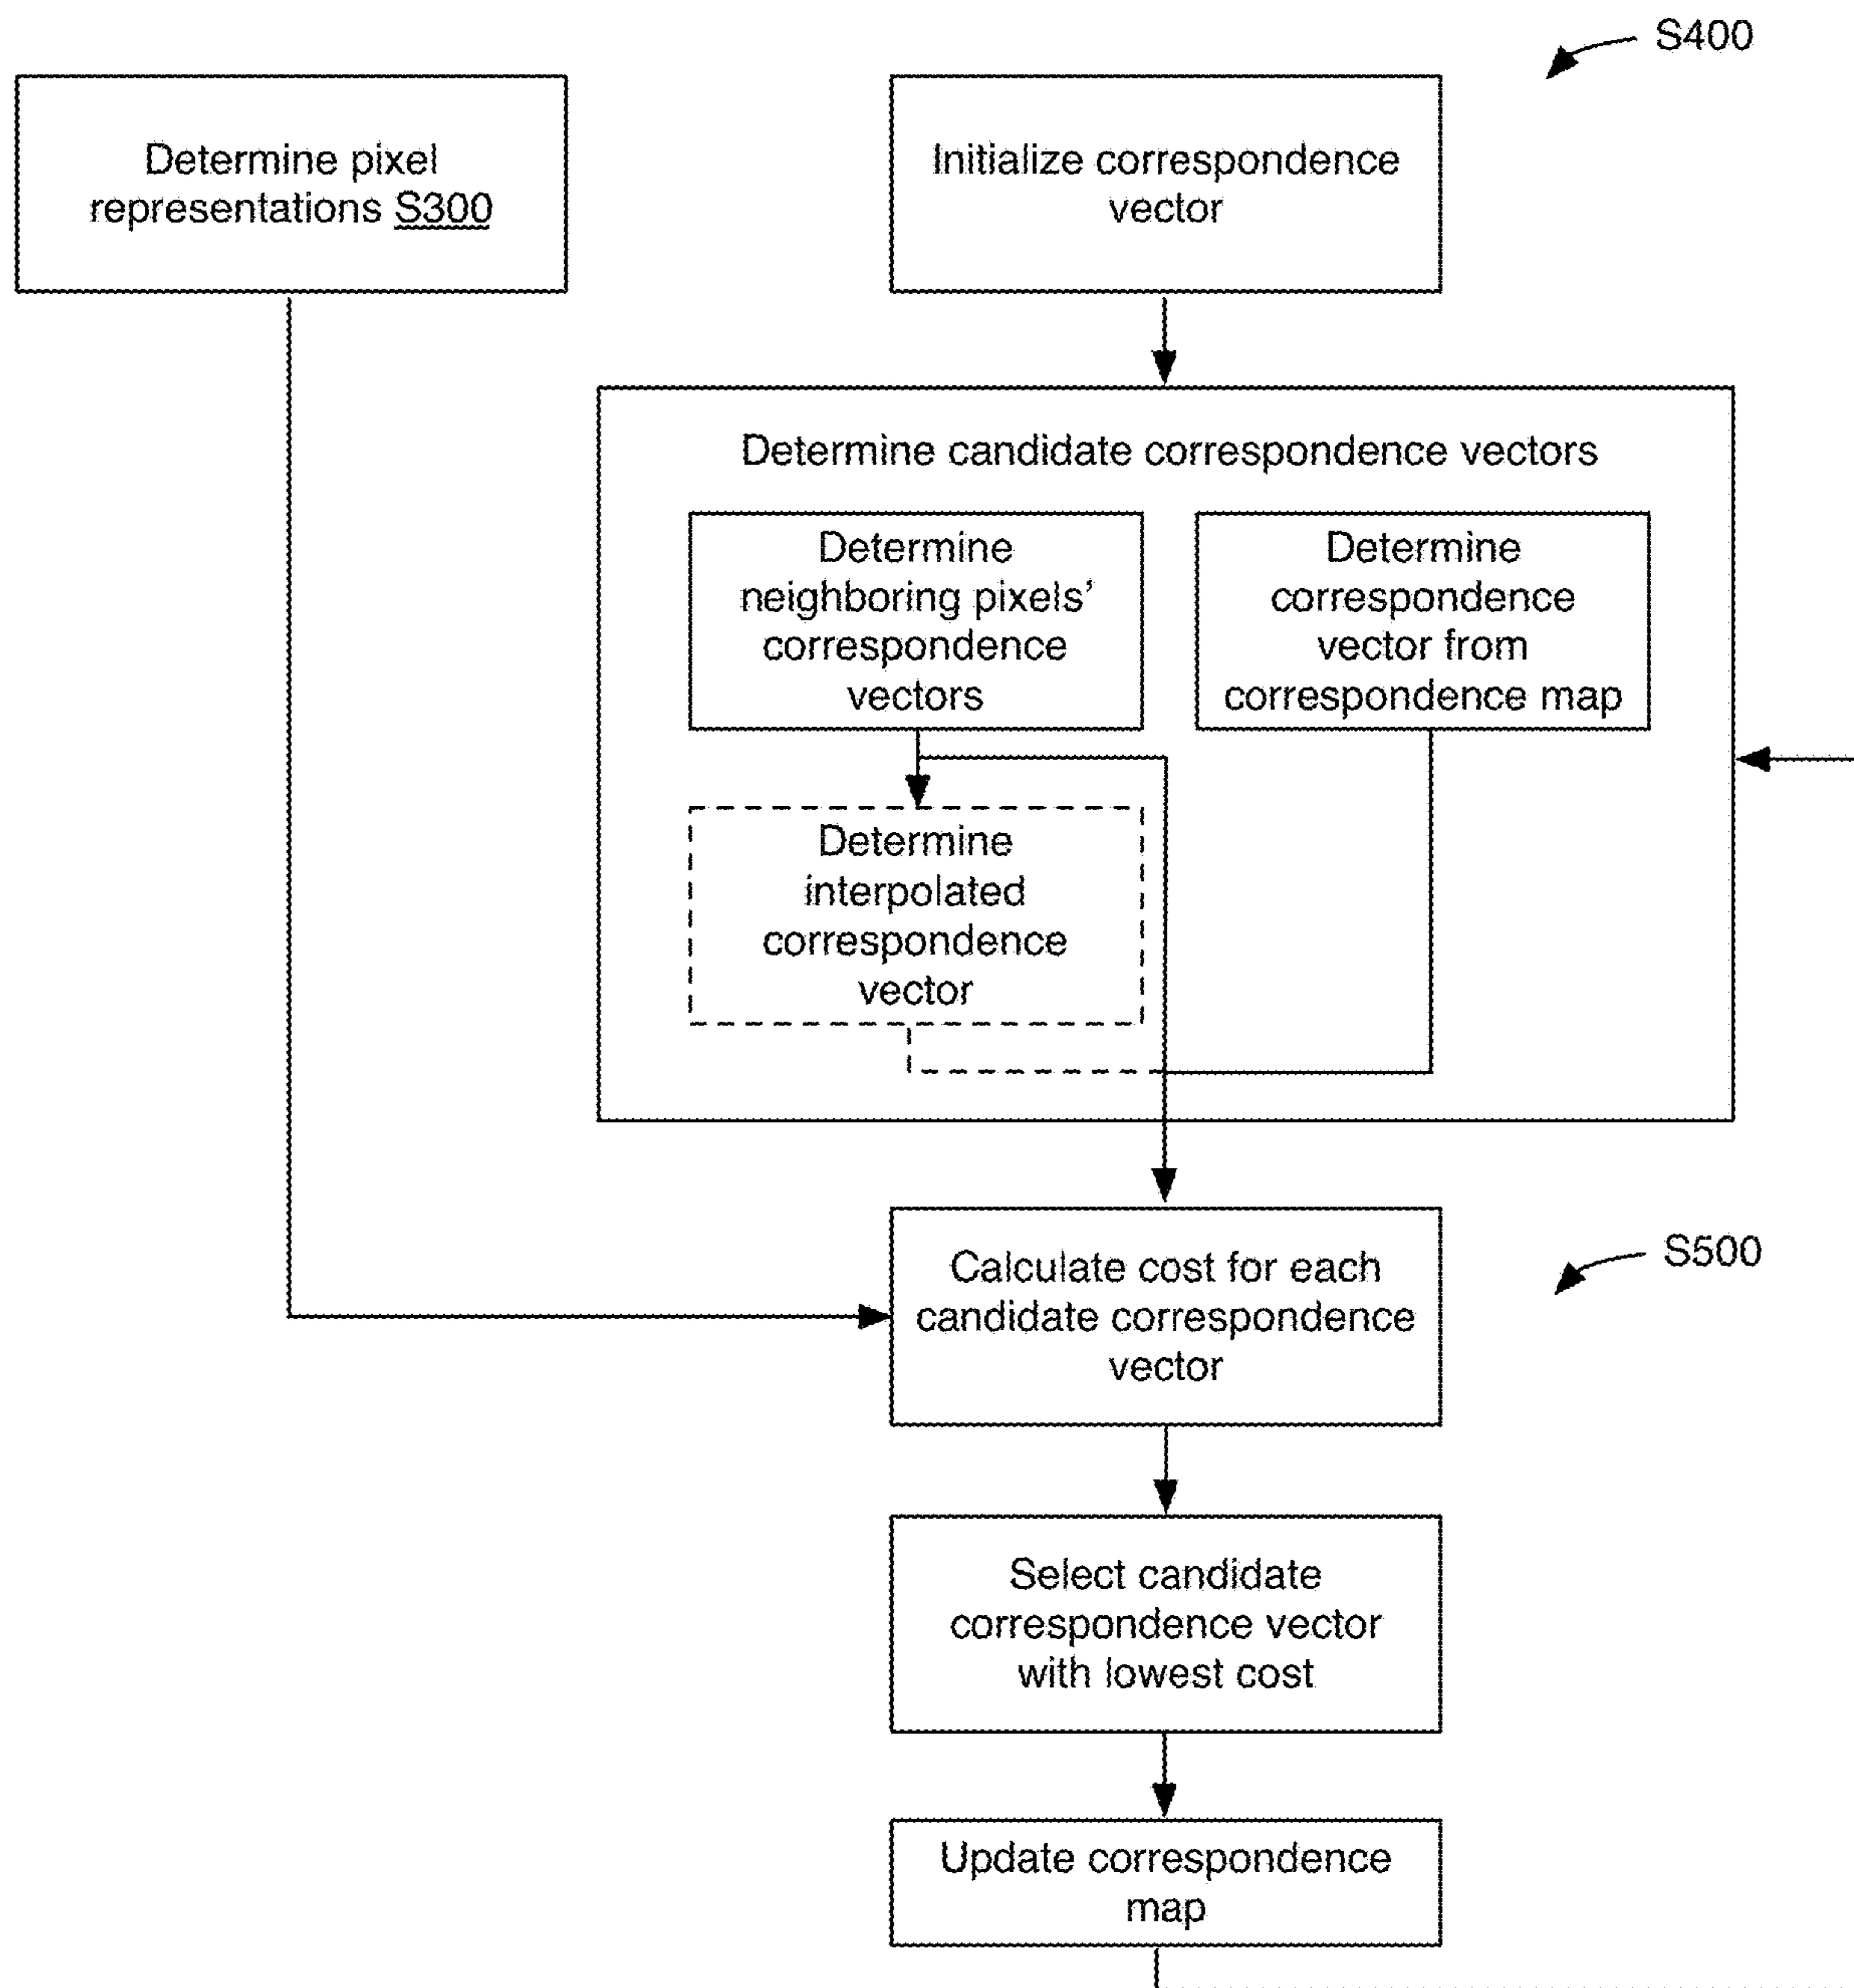 S400
Determine pixel
representations S300
Initialize correspondence
vector
Determine candidate correspondence vectors
Determine
neighboring pixels’
correspondence
vectors
Determine
correspondence
vector from
correspondence map
Determine
interpolated
correspondence
vector
S500
Calculate cost for each
candidate correspondence
vector
Select candidate
correspondence vector
with lowest cost
Update correspondence
map